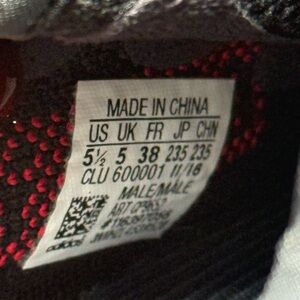 MADE IN CHINA
US UK FR JP CHN
5½ 5 38 235 235
CLU 600001 11/18
MALE/MÂLE
adidas